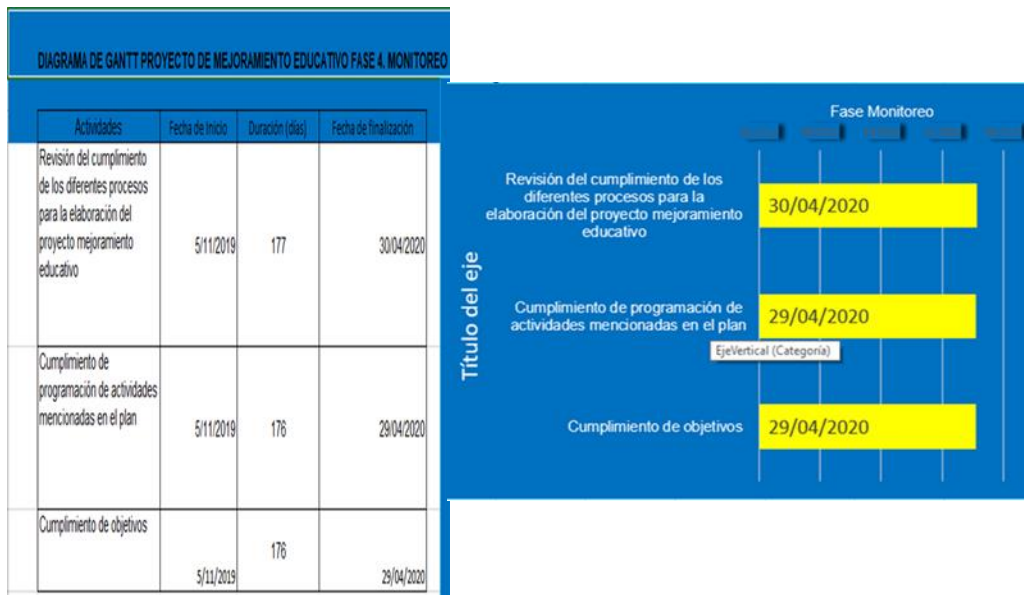 DIAGRAMA DE GANTT PROYECTO DE MEJORAMIENTO EDUCATIVO FASE 4. MONITOREO
Actividades Fecha de Inicio Duración (días) Fecha de finalización
Revisión del cumplimiento
de los diferentes procesos
para la elaboración del
proyecto mejoramiento
educativo
5/11/2019 177 30/04/2020
Cumplimiento de
programación de actividades
mencionadas en el plan
5/11/2019 176 29/04/2020
Cumplimiento de objetivos
176
5/11/2019 29/04/2020
Fase Monitoreo
Título del eje
Revisión del cumplimiento de los
diferentes procesos para la
elaboración del proyecto mejoramiento
educativo
30/04/2020
Cumplimiento de programación de
actividades mencionadas en el plan
29/04/2020
EjeVertical (Categoría)
Cumplimiento de objetivos
29/04/2020